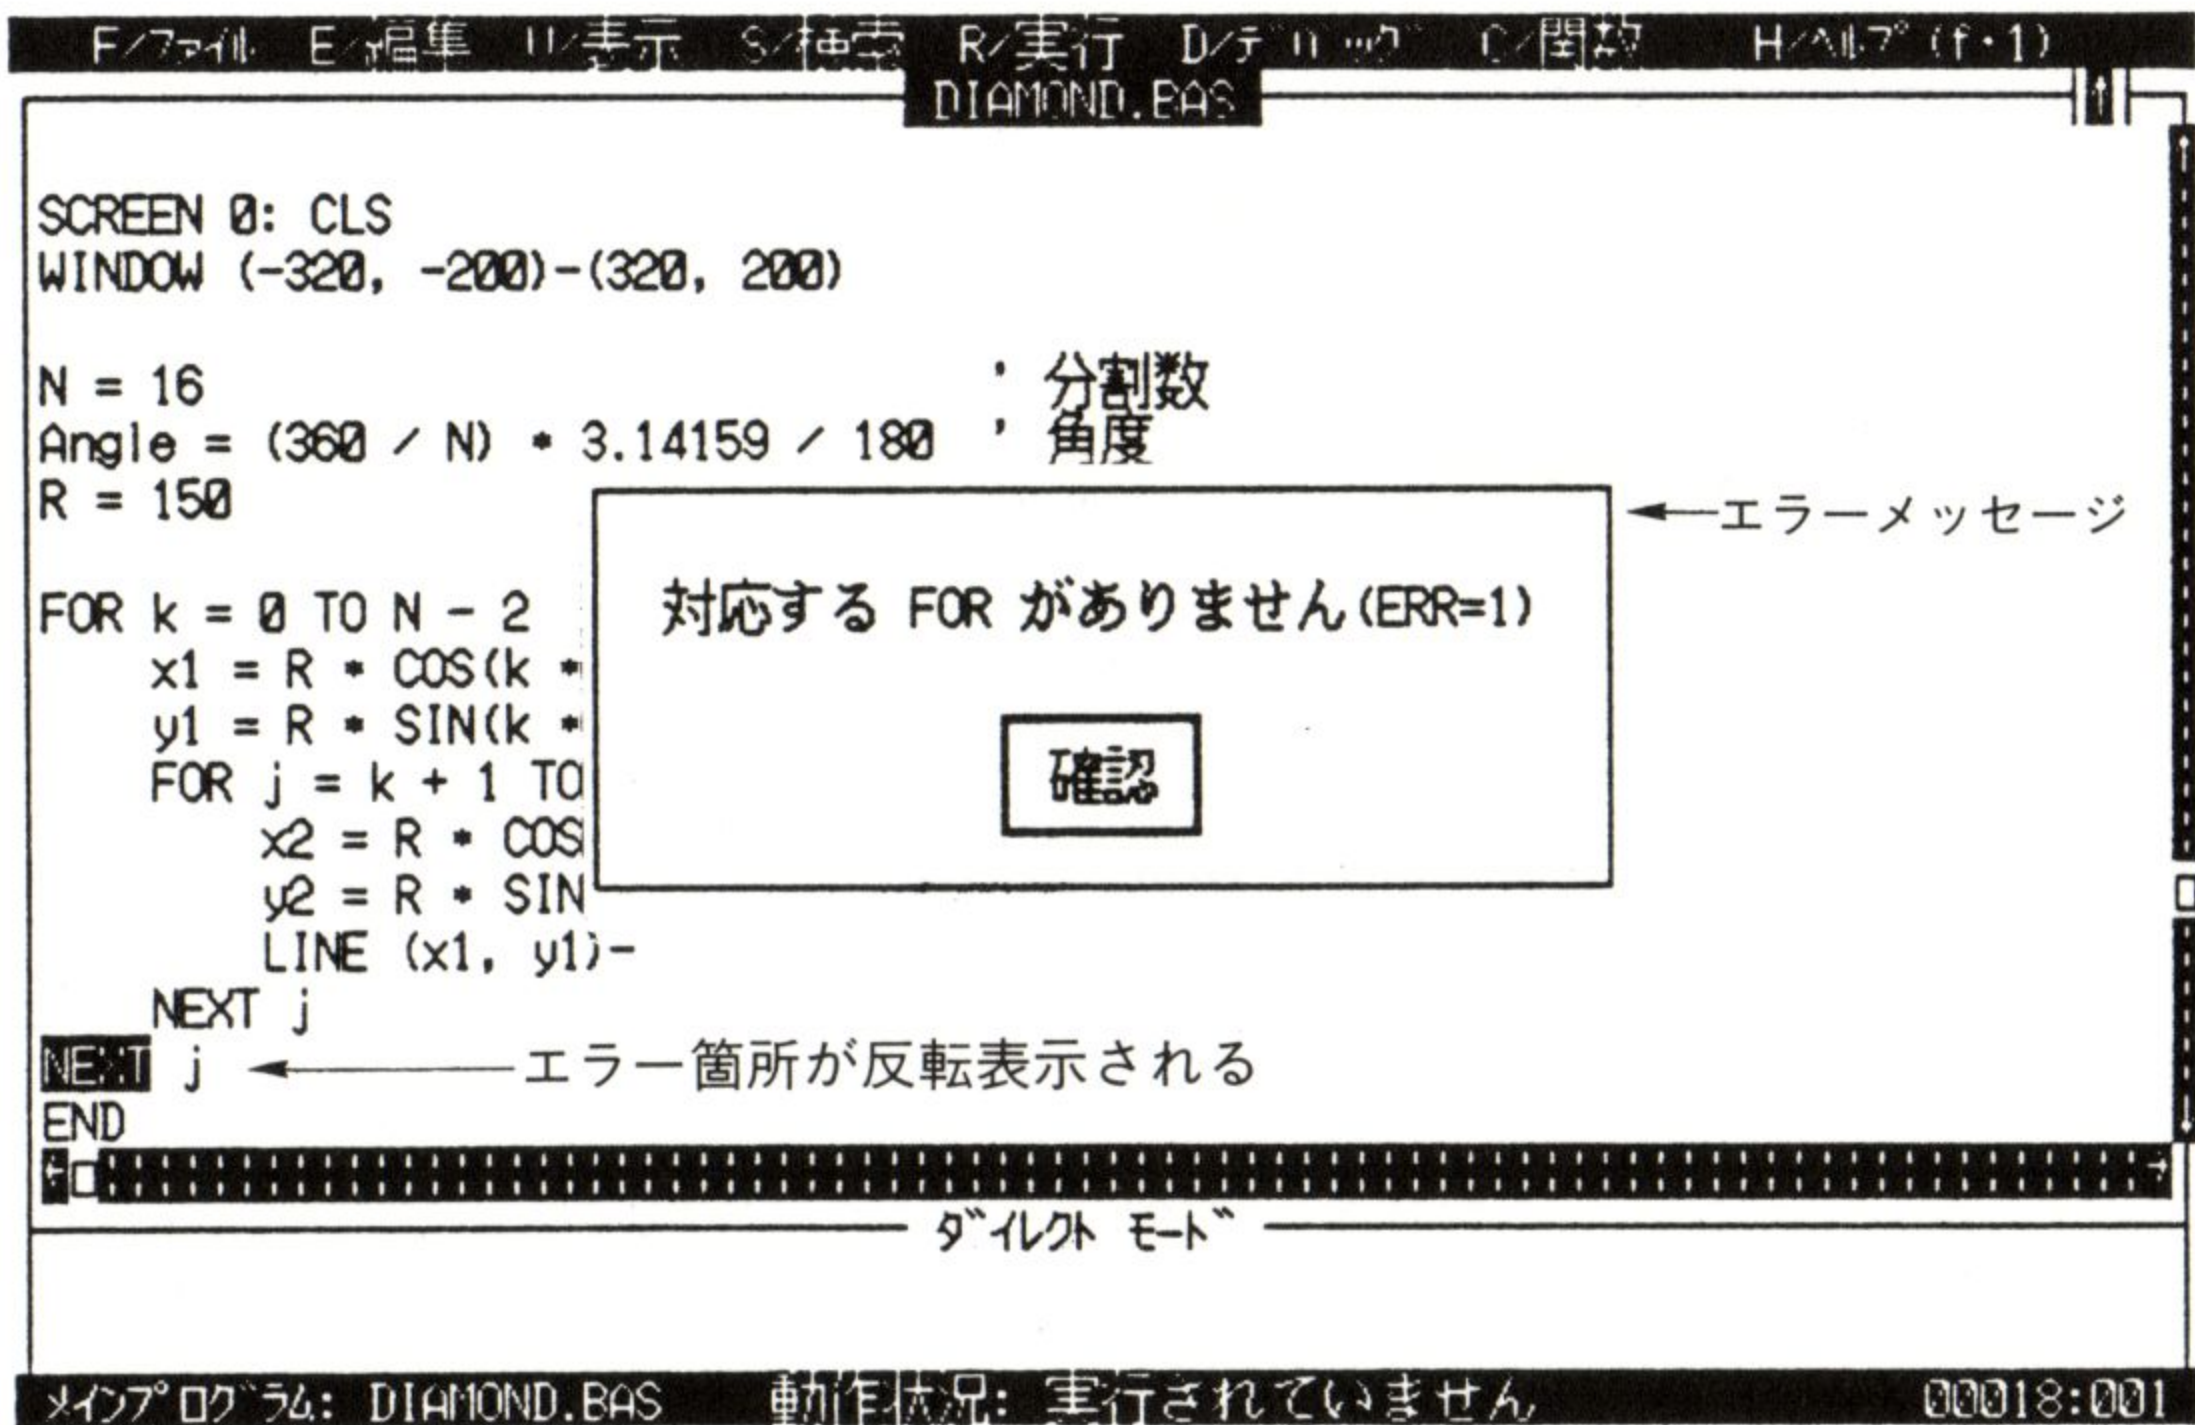 F/ファイル E/編集 U/表示 S/検索 R/実行 D/デバッグ C/関数 H/ヘルプ(f・1)
DIAMOND.BAS
SCREEN 0: CLS
WINDOW (-320, -200)-(320, 200)
N = 16 ' 分割数
Angle = (360 / N) * 3.14159 / 180 ' 角度
R = 150
←エラーメッセージ
FOR k = 0 TO N - 2
対応する FOR がありません(ERR=1)
x1 = R * COS(k *
y1 = R * SIN(k *
確認
FOR j = k + 1 TO
x2 = R * COS
y2 = R * SIN
LINE (x1, y1)-
NEXT j
NEXT j ←エラー箇所が反転表示される
END
ダイレクト モード
メインプログラム: DIAMOND.BAS 動作状況: 実行されていません 00018:001